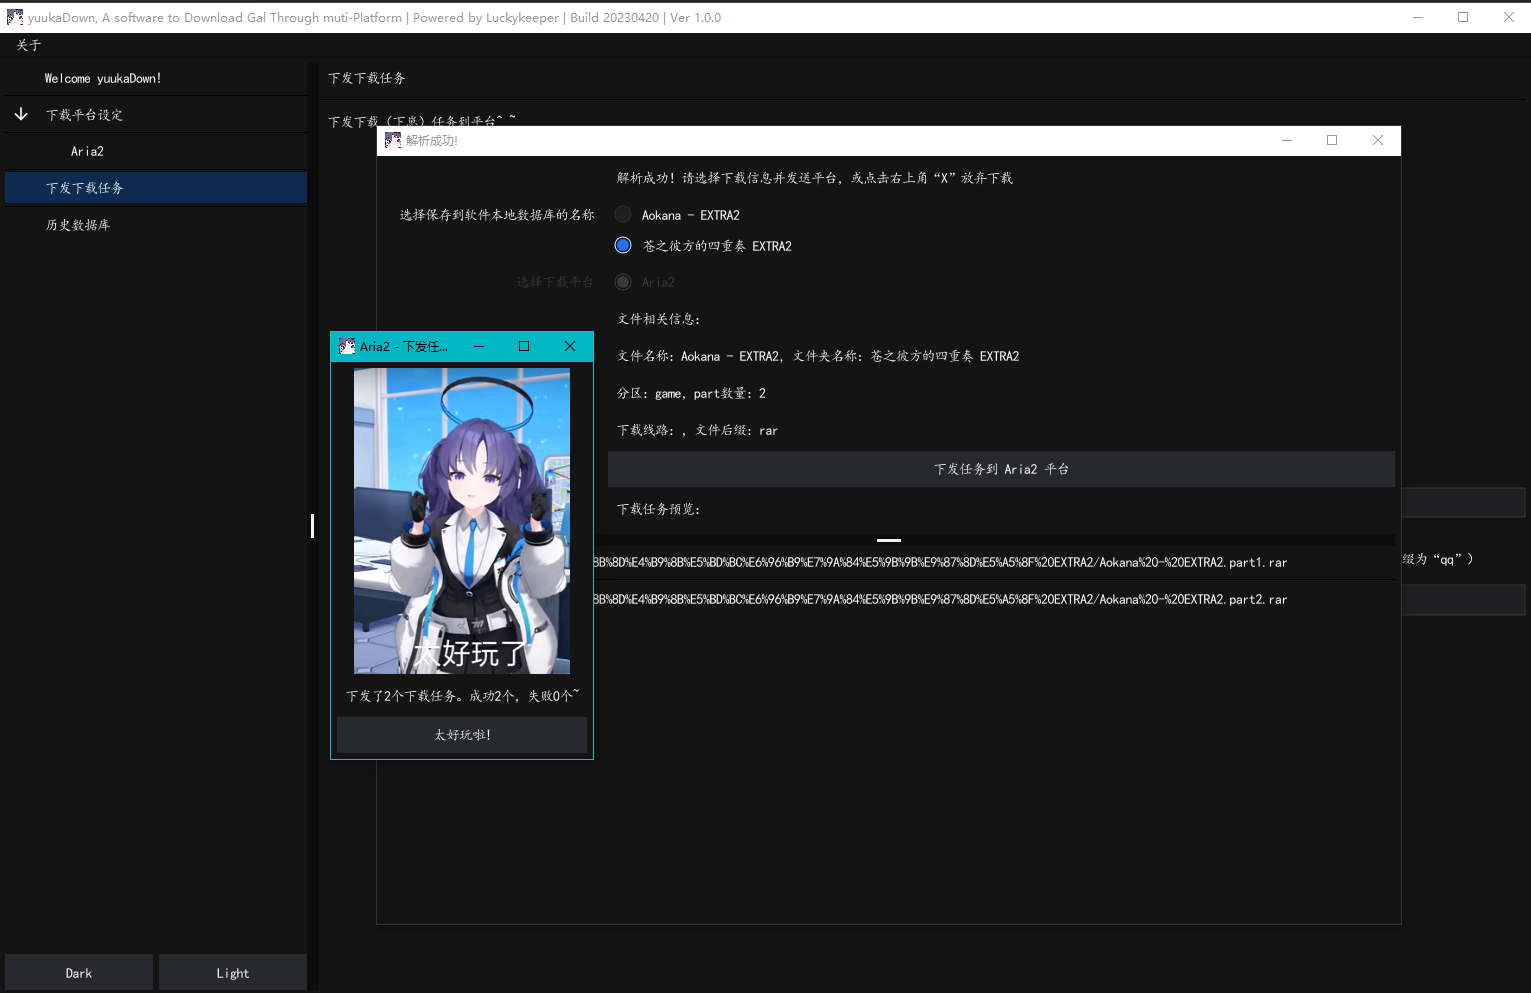 yuukaDown, A software to Download Gal Through muti-Platform | Powered by Luckykeeper | Build 20230420 | Ver 1.0.0
关于
Welcome yuukaDown!
下载平台设定
Aria2
下发下载任务
历史数据库
下发下载任务
下发下载（下崽）任务到平台^_~
解析成功!
解析成功！请选择下载信息并发送平台，或点击右上角“X”放弃下载
选择保存到软件本地数据库的名称
Aokana - EXTRA2
苍之彼方的四重奏 EXTRA2
选择下载平台
Aria2
文件相关信息：
文件名称：Aokana - EXTRA2，文件夹名称：苍之彼方的四重奏 EXTRA2
分区：game，part数量：2
下载线路：，文件后缀：rar
下发任务到 Aria2 平台
下载任务预览：
8B%8D%E4%B9%8B%E5%BD%BC%E6%96%B9%E7%9A%84%E5%9B%9B%E9%87%8D%E5%A5%8F%20EXTRA2/Aokana%20-%20EXTRA2.part1.rar
8B%8D%E4%B9%8B%E5%BD%BC%E6%96%B9%E7%9A%84%E5%9B%9B%E9%87%8D%E5%A5%8F%20EXTRA2/Aokana%20-%20EXTRA2.part2.rar
缀为“qq”）
Aria2 - 下发任...
太好玩了
下发了2个下载任务。成功2个，失败0个~
太好玩啦!
Dark
Light